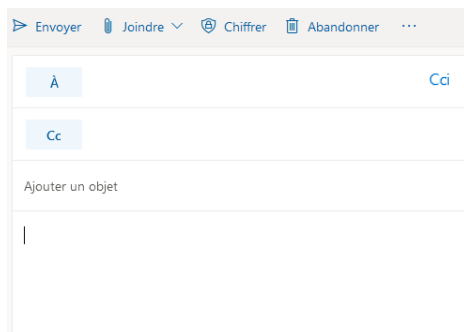 Envoyer Joindre Chiffrer Abandonner ...
À Cci
Cc
Ajouter un objet